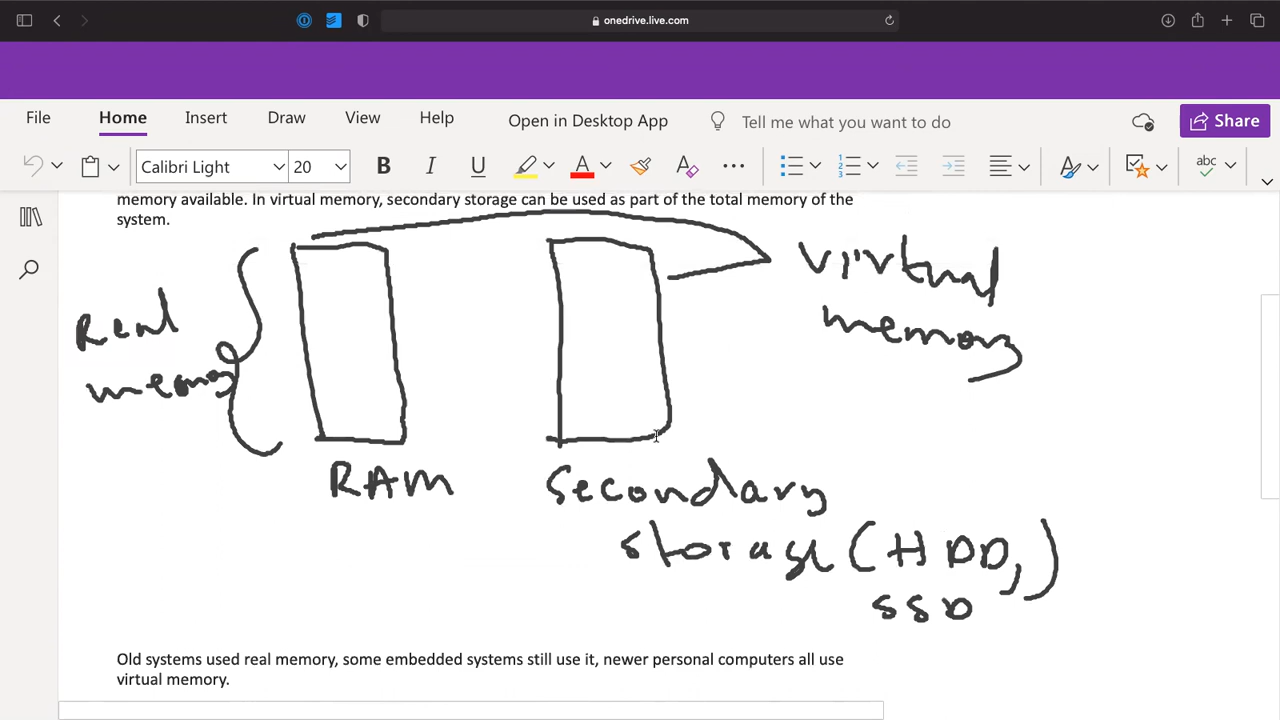 onedrive.live.com
File Home Insert Draw View Help Open in Desktop App Tell me what you want to do Share
Calibri Light 20 B I U A A abc
memory available. In virtual memory, secondary storage can be used as part of the total memory of the
system.
Real
memory
virtual
memory
RAM
Secondary
storage (HDD,)
SSD
Old systems used real memory, some embedded systems still use it, newer personal computers all use
virtual memory.